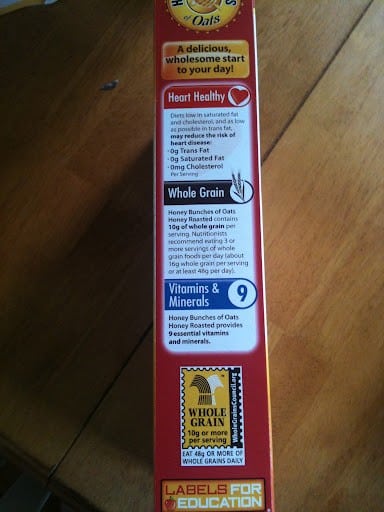 H
S
of Oats
A delicious,
wholesome start
to your day!
Heart Healthy
Diets low in saturated fat
and cholesterol, and as low
as possible in trans fat,
may reduce the risk of
heart disease:
· 0g Trans Fat
· 0g Saturated Fat
· 0mg Cholesterol
Per Serving
Whole Grain
Honey Bunches of Oats
Honey Roasted contains
10g of whole grain per
serving. Nutritionists
recommend eating 3 or
more servings of whole
grain foods per day (about
16g whole grain per serving
or at least 48g per day).
Vitamins &
Minerals
9
Honey Bunches of Oats
Honey Roasted provides
9 essential vitamins
and minerals.
WHOLE
GRAIN
10g or more
per serving
WholeGrainsCouncil.org
EAT 48g OR MORE OF
WHOLE GRAINS DAILY
LABELS FOR
EDUCATION